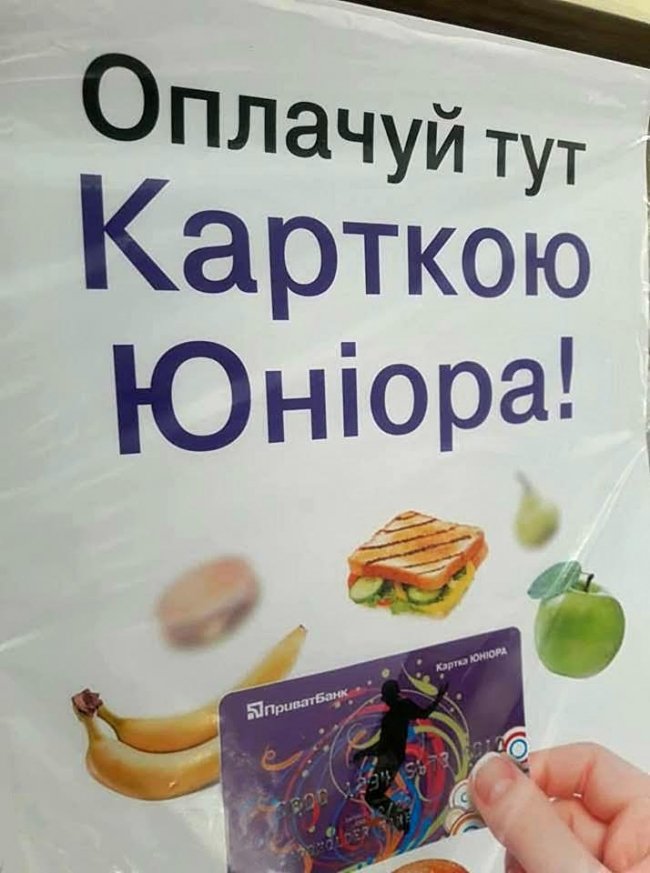 Оплачуй тут
Карткою
Юніора!
ПриватБанк
Картка ЮНІОРА